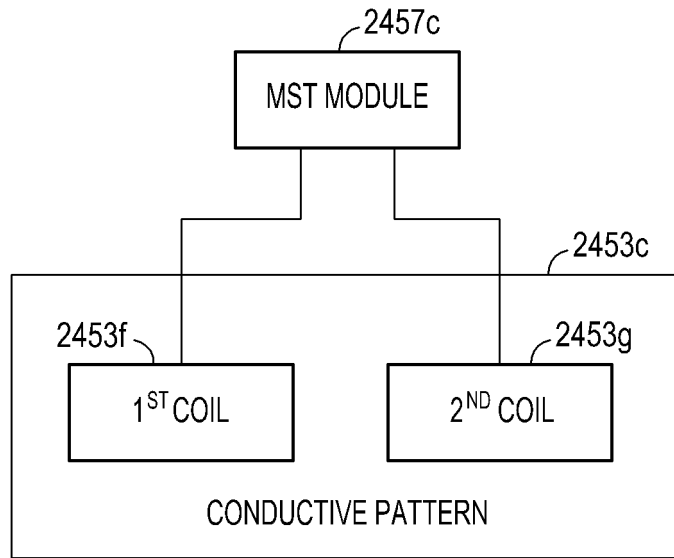 2457c
MST MODULE
2453c
2453f
2453g
1ST COIL
2ND COIL
CONDUCTIVE PATTERN